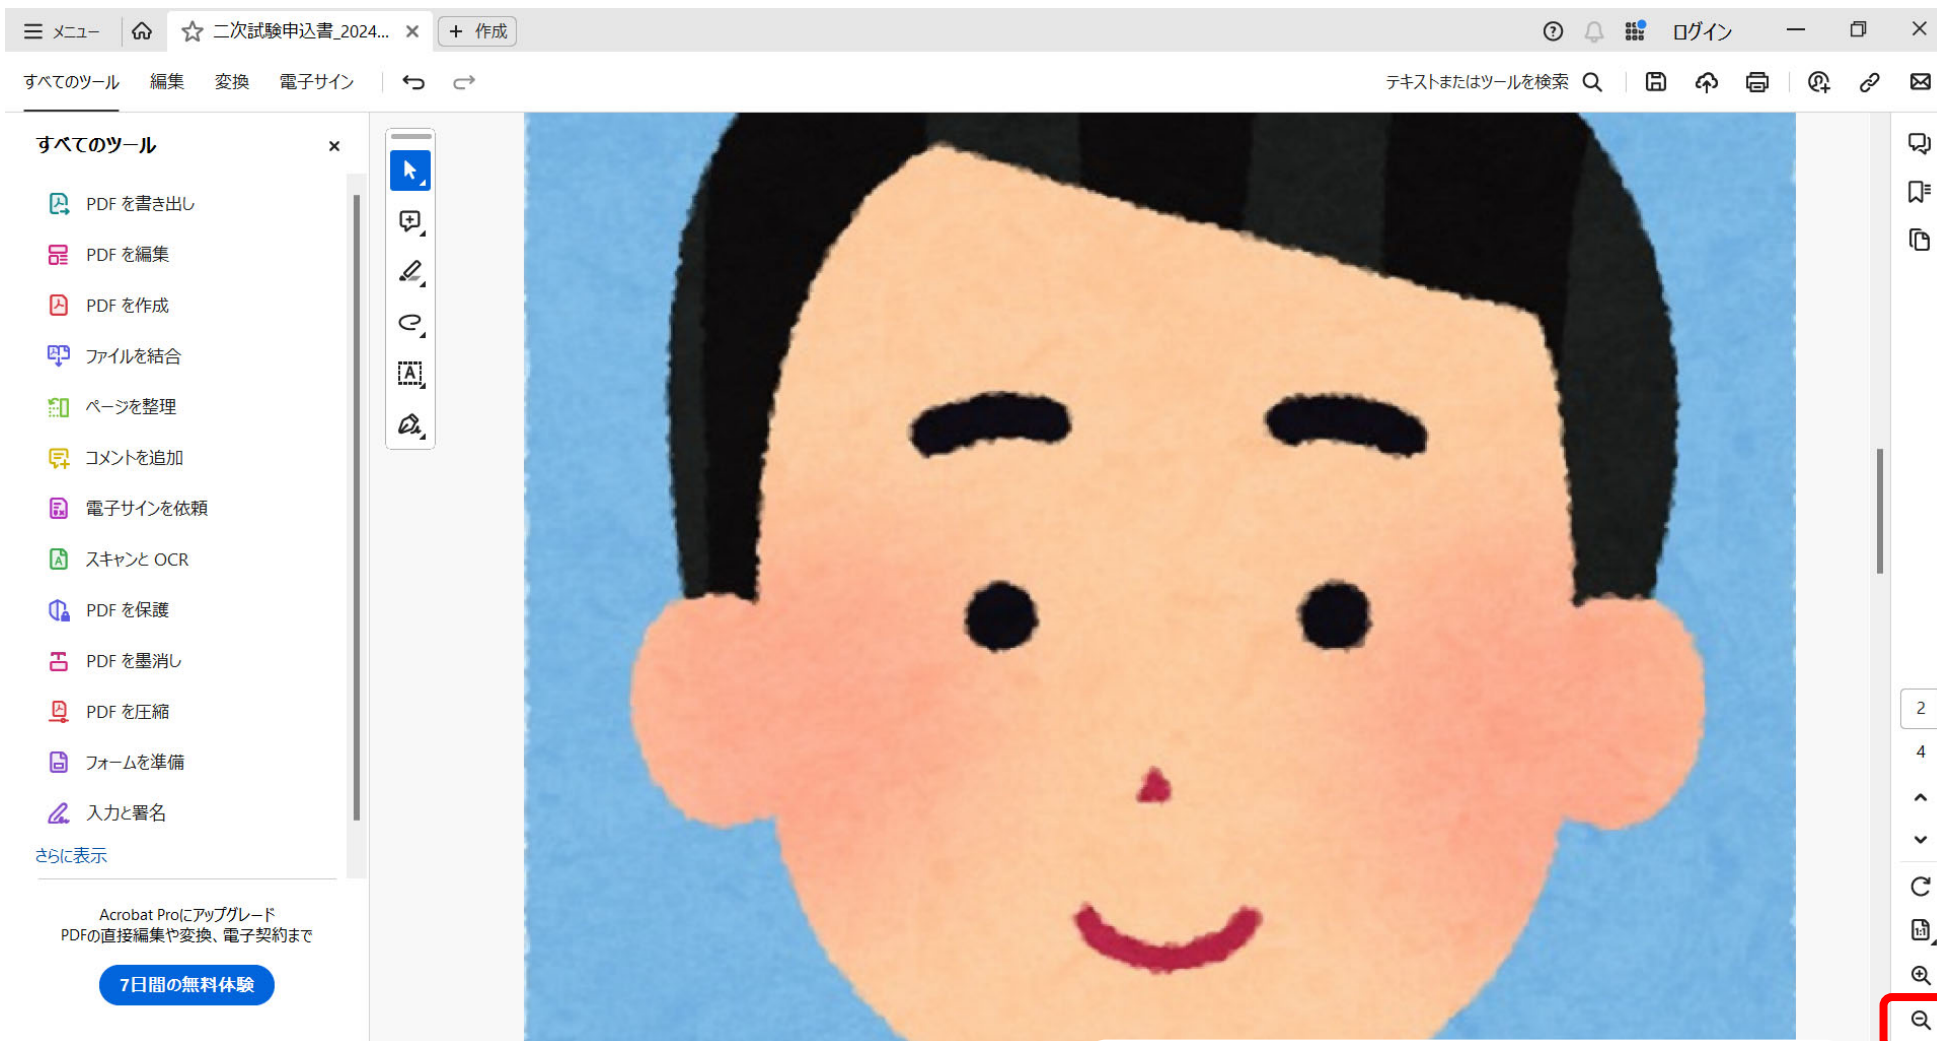 メニュー
二次試験申込書_2024...
作成
ログイン
すべてのツール
編集
変換
電子サイン
テキストまたはツールを検索
すべてのツール
PDF を書き出し
PDF を編集
PDF を作成
ファイルを結合
ページを整理
コメントを追加
電子サインを依頼
スキャンと OCR
PDF を保護
PDF を墨消し
PDF を圧縮
フォームを準備
入力と署名
さらに表示
Acrobat Proにアップグレード
PDFの直接編集や変換、電子契約まで
7日間の無料体験
2
4